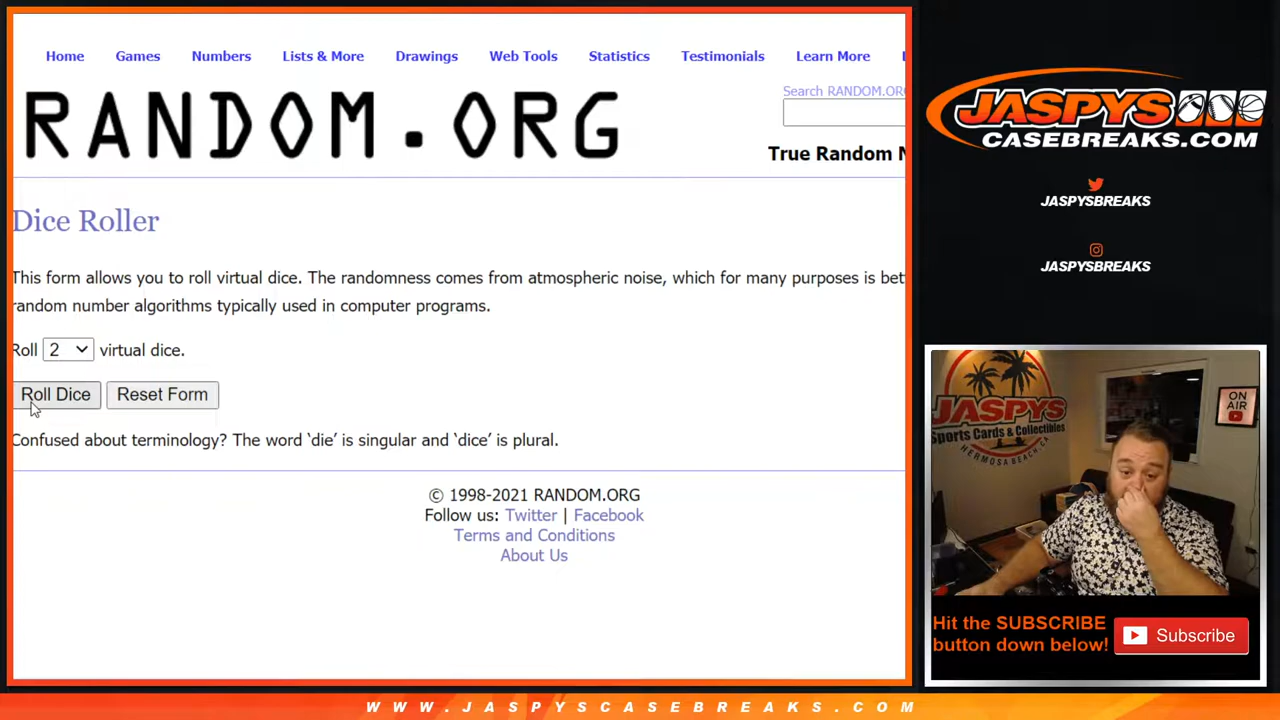 Home Games Numbers Lists & More Drawings Web Tools Statistics Testimonials Learn More
Search RANDOM.OR
RANDOM.ORG
True Random N
Dice Roller
This form allows you to roll virtual dice. The randomness comes from atmospheric noise, which for many purposes is bet
random number algorithms typically used in computer programs.
Roll 2 virtual dice.
Roll Dice Reset Form
Confused about terminology? The word ‘die’ is singular and ‘dice’ is plural.
© 1998-2021 RANDOM.ORG
Follow us: Twitter | Facebook
Terms and Conditions
About Us
JASPYS
CASEBREAKS.COM
JASPYSBREAKS
JASPYSBREAKS
JASPYS
Sports Cards & Collectibles
HERMOSA BEACH, CA
ON
AIR
Hit the SUBSCRIBE
button down below!
Subscribe
WWW.JASPYSCASEBREAKS.COM